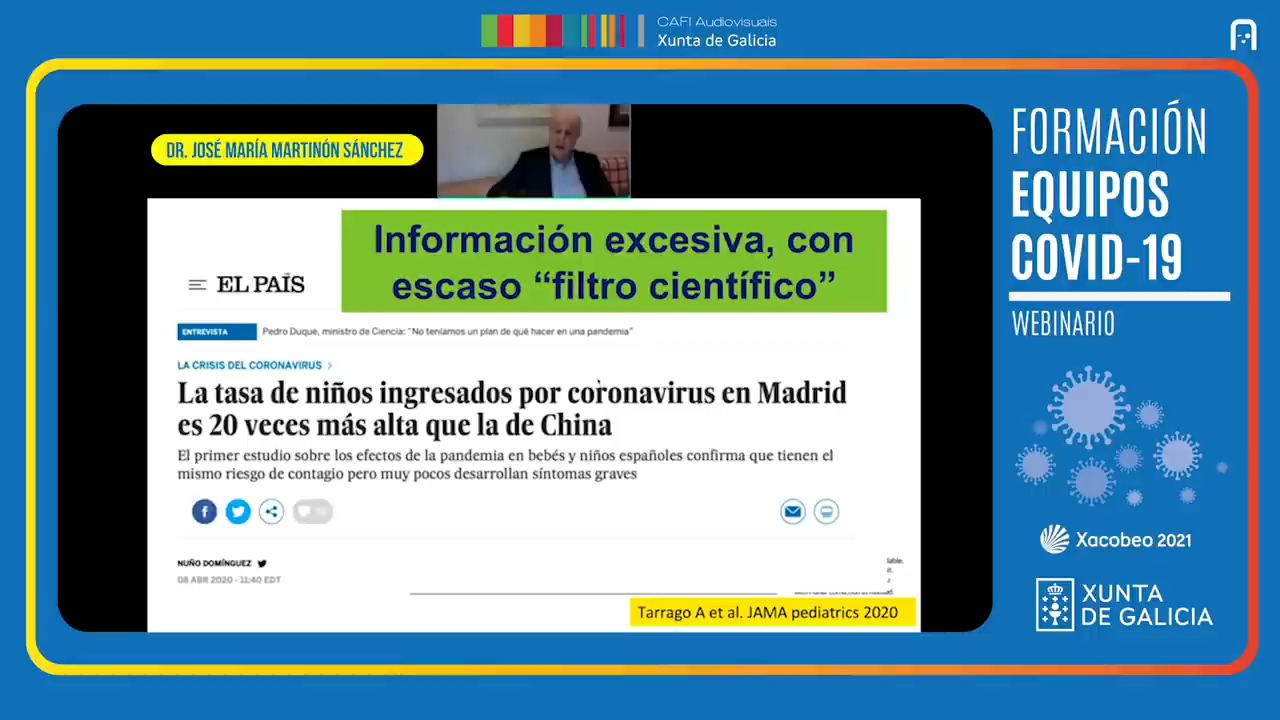 CAFI Audiovisuais
Xunta de Galicia
DR. JOSÉ MARÍA MARTINÓN SÁNCHEZ
FORMACIÓN
EQUIPOS
COVID-19
WEBINARIO
Información excesiva, con
escaso “filtro científico”
EL PAÍS
ENTREVISTA Pedro Duque, ministro de Ciencia: "No teníamos un plan de qué hacer en una pandemia"
LA CRISIS DEL CORONAVIRUS >
La tasa de niños ingresados por coronavirus en Madrid
es 20 veces más alta que la de China
El primer estudio sobre los efectos de la pandemia en bebés y niños españoles confirma que tienen el
mismo riesgo de contagio pero muy pocos desarrollan síntomas graves
NUÑO DOMÍNGUEZ
08 ABR 2020 - 11:40 EDT
Tarrago A et al. JAMA pediatrics 2020
Xacobeo 2021
XUNTA
DE GALICIA